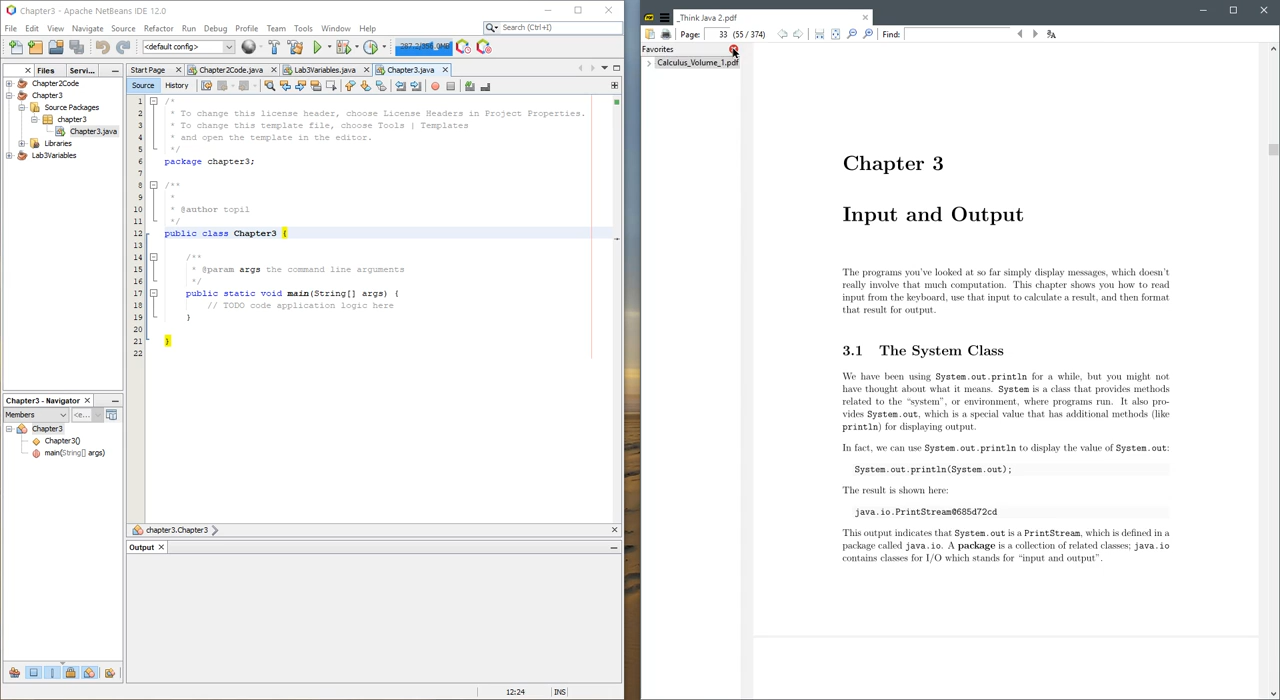 Chapter3 - Apache NetBeans IDE 12.0
File Edit View Navigate Source Refactor Run Debug Profile Team Tools Window Help
Search (Ctrl+I)
<default config>
287.2/950.0MB
Files
Servi...
Chapter2Code
Chapter3
Source Packages
chapter3
Chapter3.java
Libraries
Lab3Variables
Start Page
Chapter2Code.java
Lab3Variables.java
Chapter3.java
Source
History
1 /*
2 * To change this license header, choose License Headers in Project Properties.
3 * To change this template file, choose Tools | Templates
4 * and open the template in the editor.
5 */
6 package chapter3;
7
8 /**
9 *
10 * @author topil
11 */
12 public class Chapter3 {
13
14 /**
15 * @param args the command line arguments
16 */
17 public static void main(String[] args) {
18 // TODO code application logic here
19 }
20
21 }
22
Chapter3 - Navigator
Members
<e...
Chapter3
Chapter3()
main(String[] args)
chapter3.Chapter3
Output
12:24
INS
_Think Java 2.pdf
Page: 33 (55 / 374)
Find:
Favorites
Calculus_Volume_1.pdf
Chapter 3
Input and Output
The programs you've looked at so far simply display messages, which doesn't
really involve that much computation. This chapter shows you how to read
input from the keyboard, use that input to calculate a result, and then format
that result for output.
3.1 The System Class
We have been using System.out.println for a while, but you might not
have thought about what it means. System is a class that provides methods
related to the "system", or environment, where programs run. It also pro-
vides System.out, which is a special value that has additional methods (like
println) for displaying output.
In fact, we can use System.out.println to display the value of System.out:
System.out.println(System.out);
The result is shown here:
java.io.PrintStream@685d72cd
This output indicates that System.out is a PrintStream, which is defined in a
package called java.io. A package is a collection of related classes; java.io
contains classes for I/O which stands for "input and output".